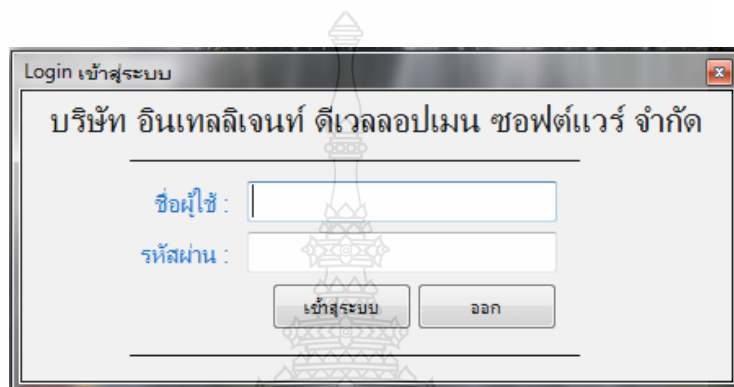 Login เข้าสู่ระบบ
บริษัท อินเทลลิเจนท์ ดีเวลลอปเมน ซอฟต์แวร์ จำกัด
ชื่อผู้ใช้ :
รหัสผ่าน :
เข้าสู่ระบบ ออก